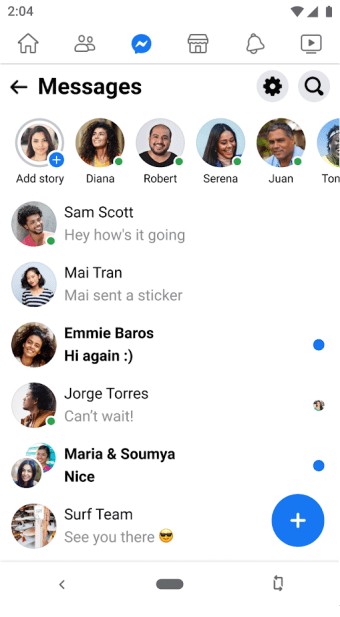 2:04
Messages
Add story
Diana
Robert
Serena
Juan
Tom
Sam Scott
Hey how's it going
Mai Tran
Mai sent a sticker
Emmie Baros
Hi again :)
Jorge Torres
Can't wait!
Maria & Soumya
Nice
Surf Team
See you there 😎